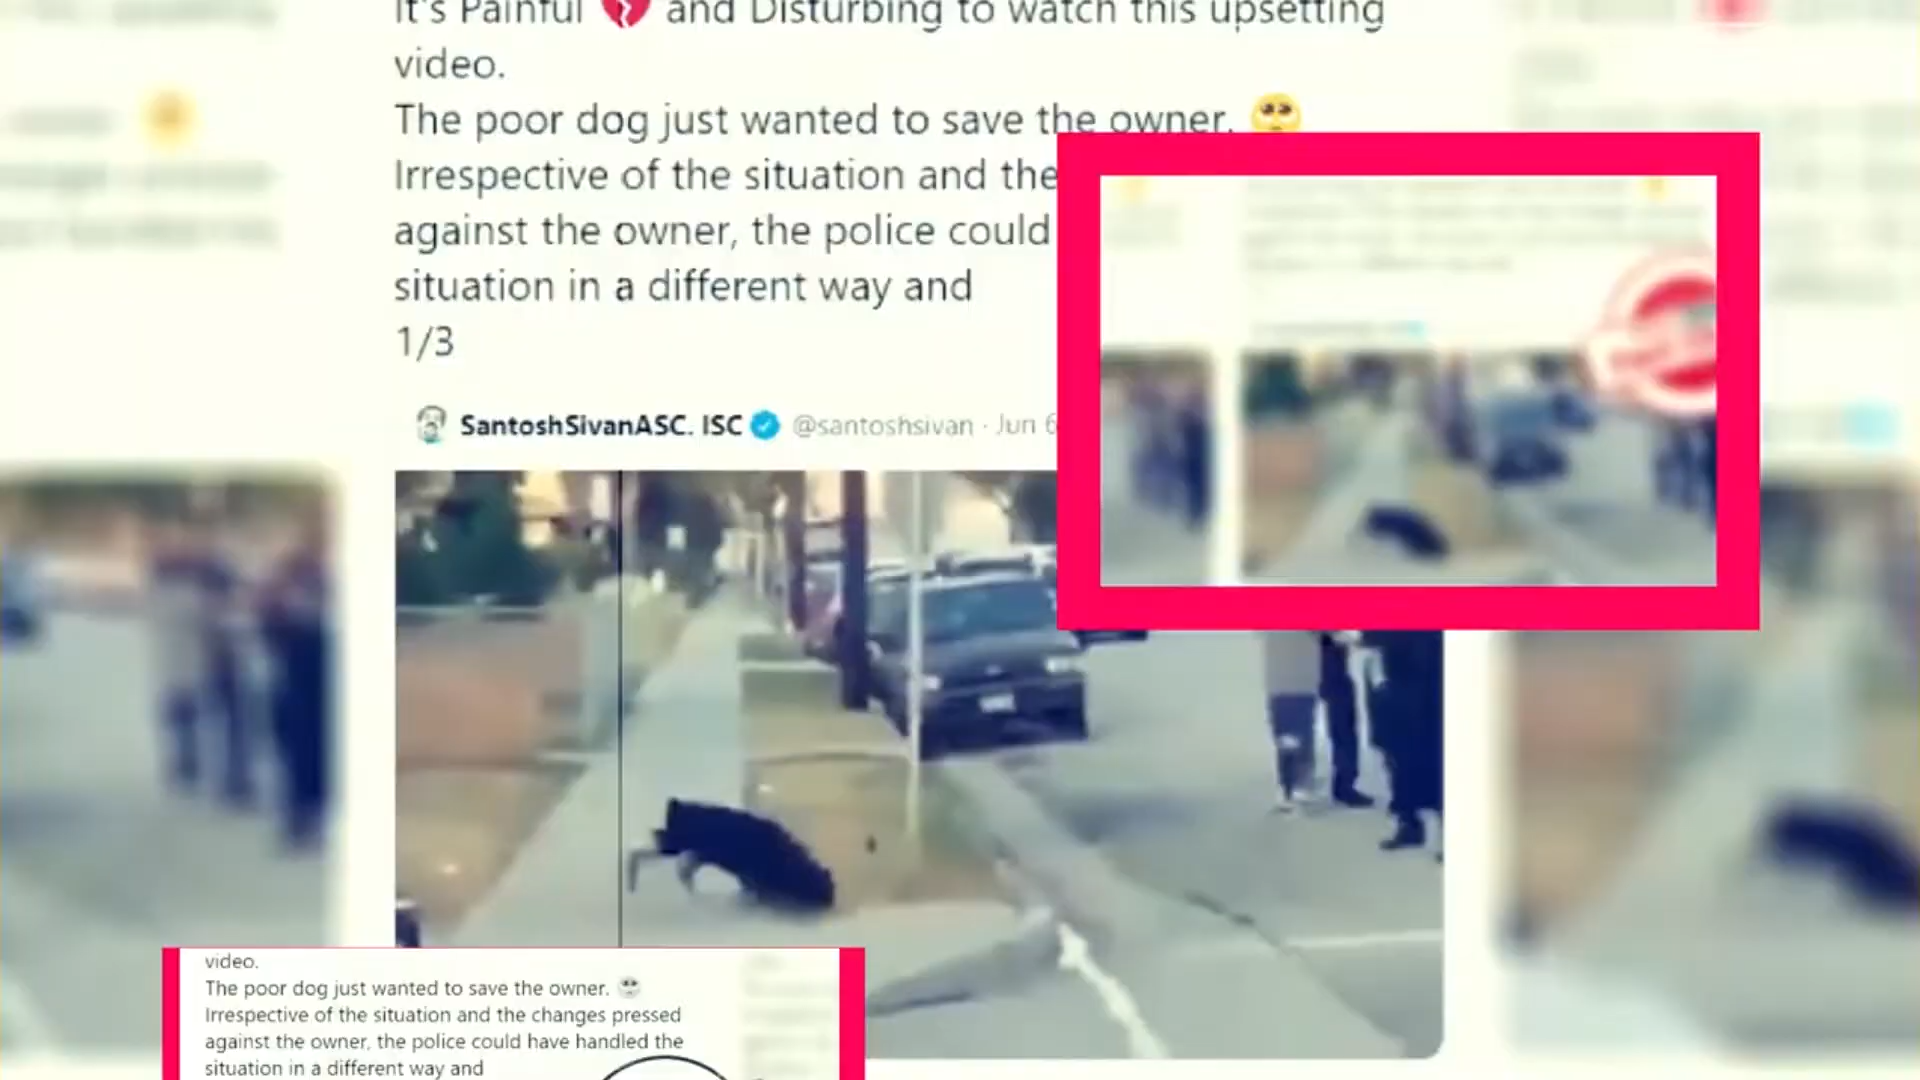 It's Painful 💔 and Disturbing to watch this upsetting
video.
The poor dog just wanted to save the owner. 🥺
Irrespective of the situation and the
against the owner, the police could
situation in a different way and
1/3
SantoshSivanASC. ISC @santoshsivan · Jun 6
video.
The poor dog just wanted to save the owner. 🥺
Irrespective of the situation and the changes pressed
against the owner, the police could have handled the
situation in a different way and